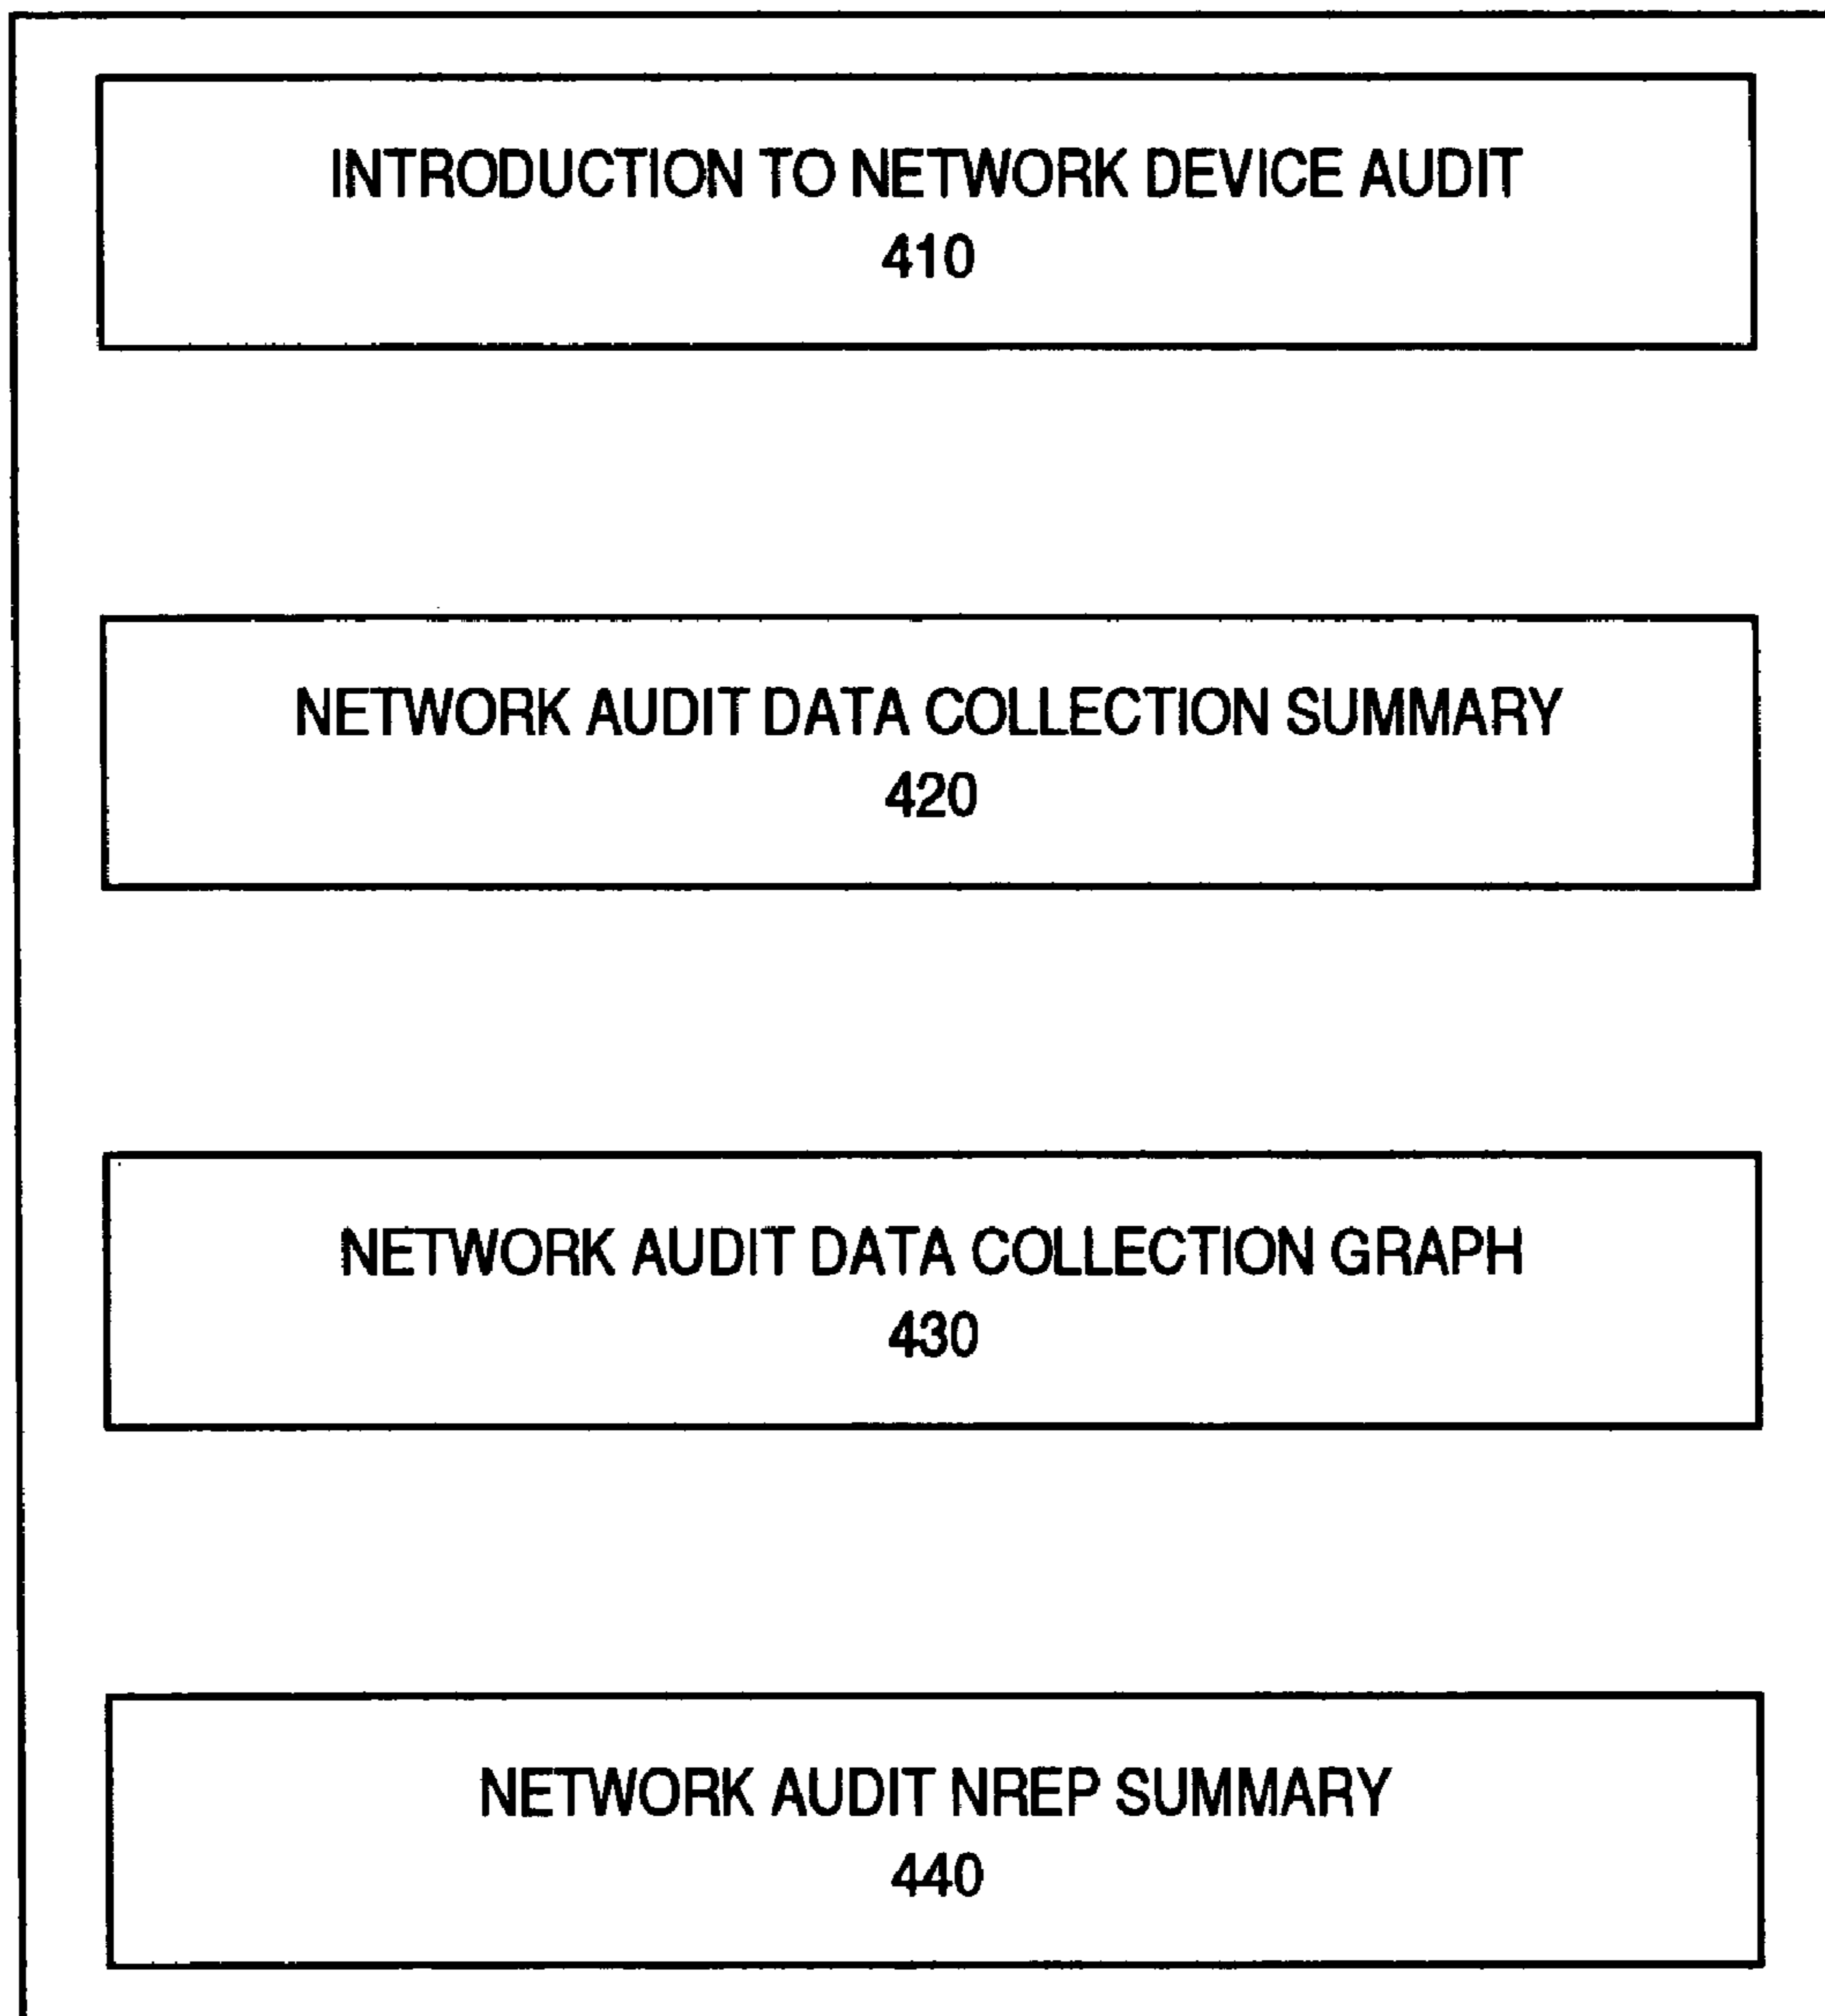 INTRODUCTION TO NETWORK DEVICE AUDIT
410
NETWORK AUDIT DATA COLLECTION SUMMARY
420
NETWORK AUDIT DATA COLLECTION GRAPH
430
NETWORK AUDIT NREP SUMMARY
440